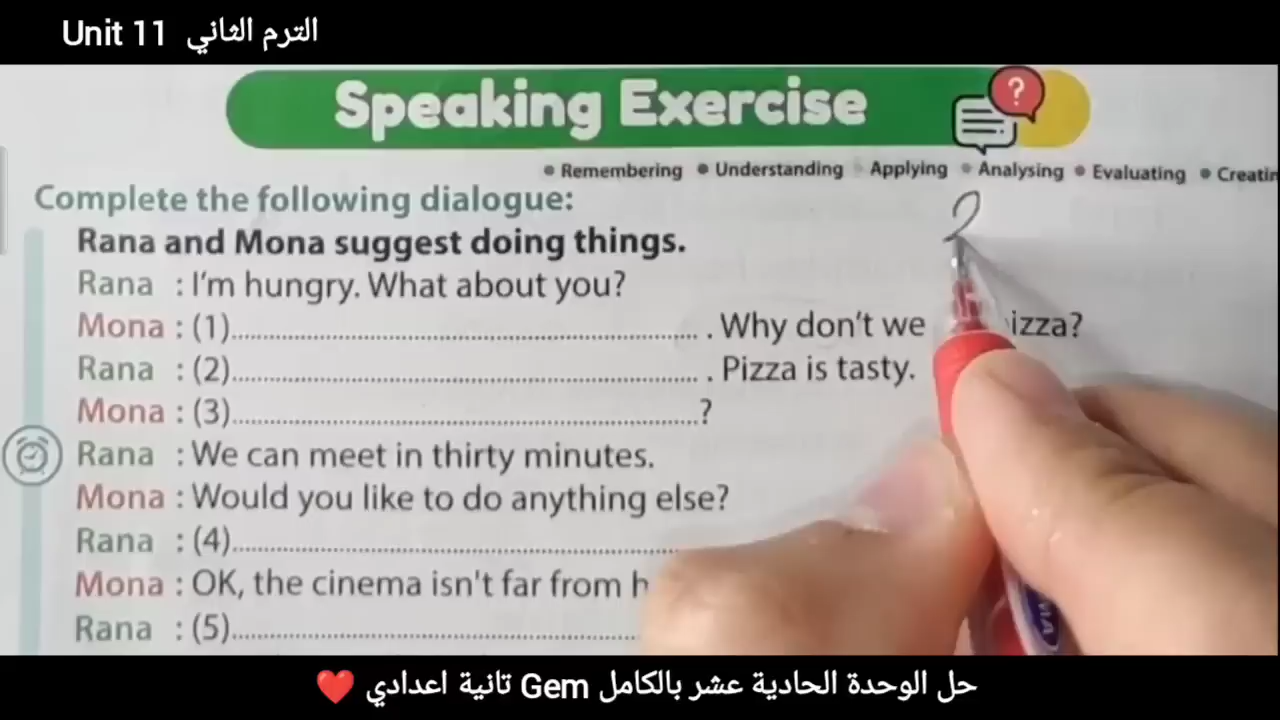 Unit 11 الترم الثاني
Speaking Exercise
?
Remembering Understanding Applying Analysing Evaluating
Complete the following dialogue:
Rana and Mona suggest doing things.
Rana : I'm hungry. What about you?
Mona : (1)........................ . Why don't we
Rana : (2)........................ . Pizza is tasty.
Mona : (3)........................?
Rana : We can meet in thirty minutes.
Mona : Would you like to do anything else?
Rana : (4)........................
Mona : OK, the cinema isn't far from
Rana : (5)........................
حل الوحدة الحادية عشر بالكامل Gem تانية اعدادي ❤️